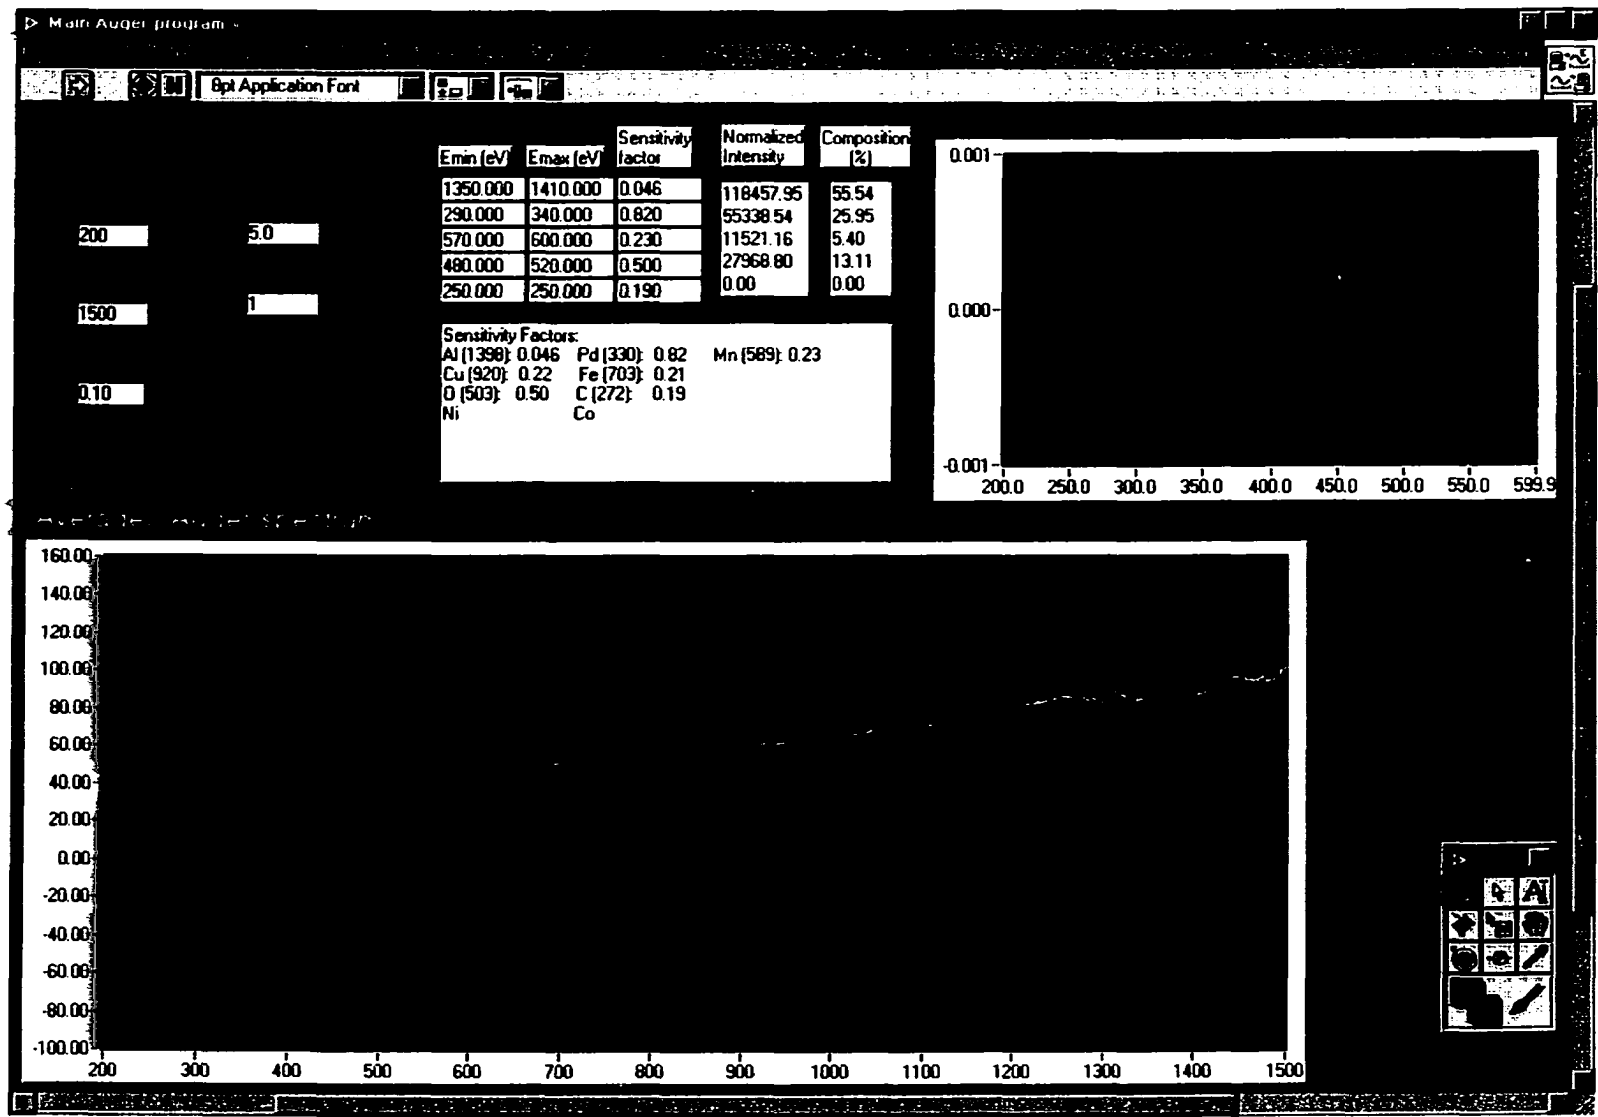 Main Auger program
8pt Application Font
Emin (eV) Emax (eV) Sensitivity factor Normalized Intensity Composition (%)
1350.000 1410.000 0.046 118457.95 55.54
290.000 340.000 0.820 55338.54 25.95
570.000 600.000 0.230 11521.16 5.40
480.000 520.000 0.500 27968.80 13.11
250.000 250.000 0.190 0.00 0.00
200 5.0
1500 1
0.10
Sensitivity Factors:
Al (1398): 0.046 Pd (330): 0.82 Mn (589): 0.23
Cu (920): 0.22 Fe (703): 0.21
O (503): 0.50 C (272): 0.19
Ni Co
0.001
0.000
-0.001
200.0 250.0 300.0 350.0 400.0 450.0 500.0 550.0 599.9
Averaged Auger spectrum
160.00
140.00
120.00
100.00
80.00
60.00
40.00
20.00
0.00
-20.00
-40.00
-60.00
-80.00
-100.00
200 300 400 500 600 700 800 900 1000 1100 1200 1300 1400 1500